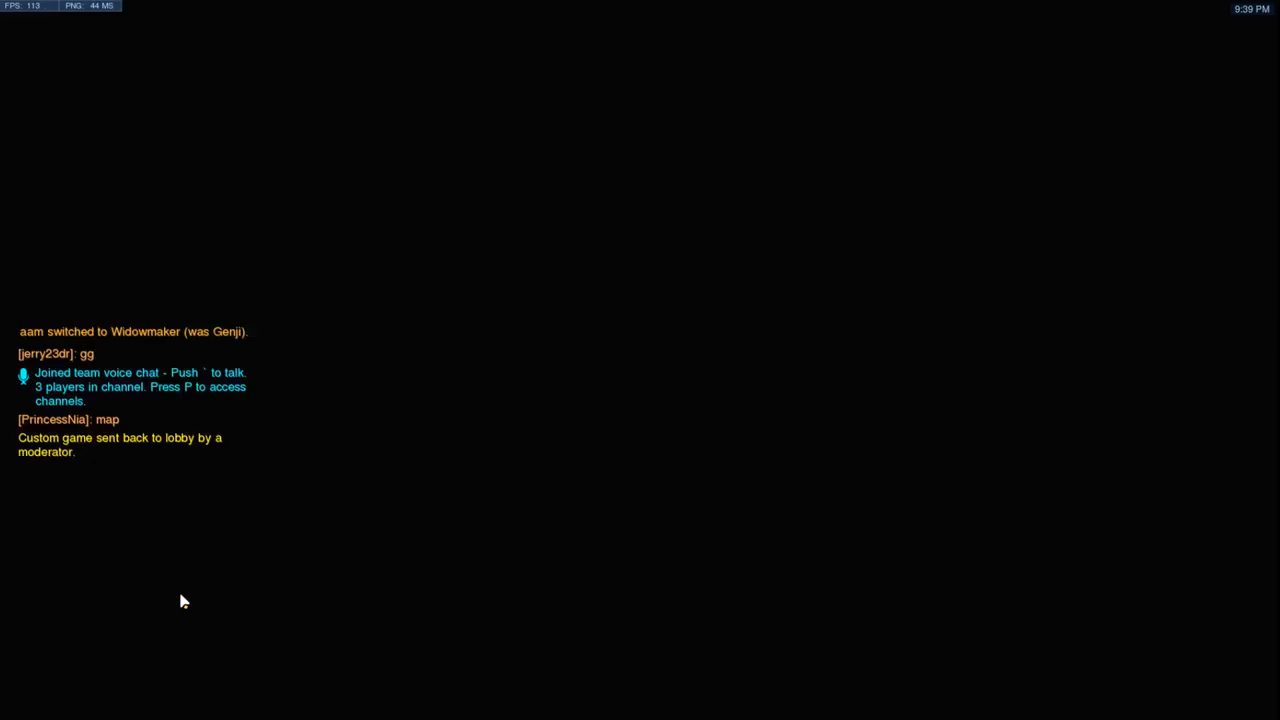 FPS: 113 PNG: 44 MS
9:39 PM
aam switched to Widowmaker (was Genji).
[jerry23dr]: gg
Joined team voice chat - Push ` to talk.
3 players in channel. Press P to access
channels.
[PrincessNia]: map
Custom game sent back to lobby by a
moderator.